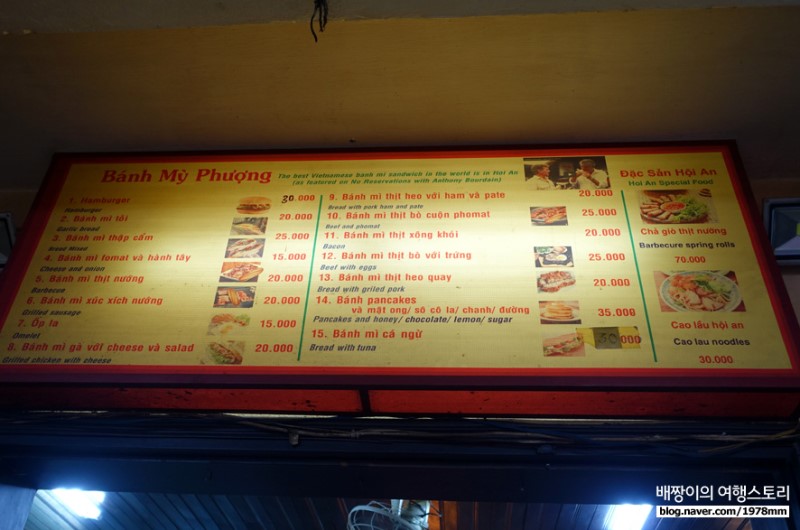 Bánh Mỳ Phượng
The best Vietnamese banh mi sandwich in the world is in Hoi An
(as featured on No Reservations with Anthony Bourdain)
1. Hamburger 30.000
Hamburger
2. Bánh mì tỏi 20.000
Garlic bread
3. Bánh mì thập cẩm 25.000
Bread Mixed
4. Bánh mì fomal và hành tây 15.000
Cheese and onion
5. Bánh mì thịt nướng 20.000
Barbecue
6. Bánh mì xúc xích nướng 20.000
Grilled sausage
7. Ốp la 15.000
Omelet
8. Bánh mì gà với cheese và salad 20.000
Grilled chicken with cheese
9. Bánh mì thịt heo với ham và pate 20.000
Bread with pork ham and pate
10. Bánh mì thịt bò cuộn phomat 25.000
Beef and phomat
11. Bánh mì thịt xông khói 20.000
Bacon
12. Bánh mì thịt bò với trứng 25.000
Beef with eggs
13. Bánh mì thịt heo quay 20.000
Bread with griled pork
14. Bánh pancakes
và mật ong/ sô cô la/ chanh/ đường 35.000
Pancakes and honey/ chocolate/ lemon/ sugar
15. Bánh mì cá ngừ 30.000
Bread with tuna
Đặc Sản Hội An
Hoi An Special Food
Chả giò thịt nướng
Barbecure spring rolls
70.000
Cao lầu hội an
Cao lau noodles
30.000
배짱이의 여행스토리
blog.naver.com/1978mm